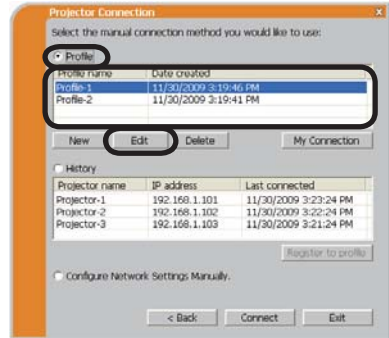 Projector Connection
x
Select the manual connection method you would like to use:
Profile
Profile name Date created
Profile-1 11/30/2009 3:19:46 PM
Profile-2 11/30/2009 3:19:41 PM
New Edit Delete My Connection
History
Projector name IP address Last connected
Projector-1 192.168.1.101 11/30/2009 3:23:24 PM
Projector-2 192.168.1.102 11/30/2009 3:22:24 PM
Projector-3 192.168.1.103 11/30/2009 3:21:24 PM
Register to profile
Configure Network Settings Manually.
< Back Connect Exit